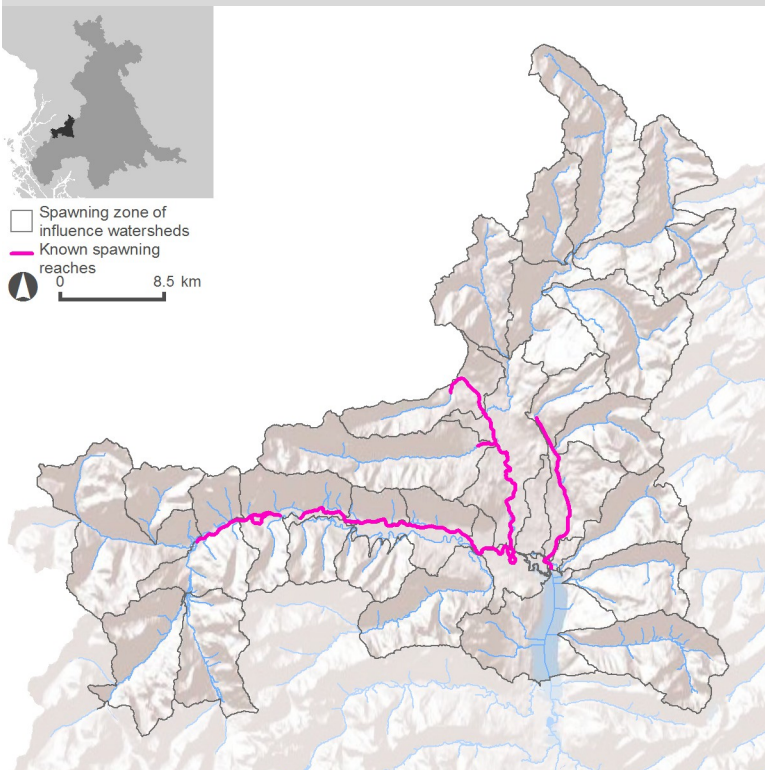 Spawning zone of
influence watersheds
Known spawning
reaches
0 8.5 km